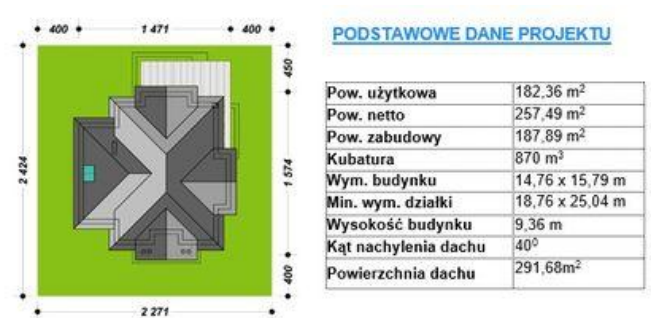 400 1 471 400
450
2 424
1 574
400
2 271
PODSTAWOWE DANE PROJEKTU
Pow. użytkowa 182,36 m²
Pow. netto 257,49 m²
Pow. zabudowy 187,89 m²
Kubatura 870 m³
Wym. budynku 14,76 x 15,79 m
Min. wym. działki 18,76 x 25,04 m
Wysokość budynku 9,36 m
Kąt nachylenia dachu 40⁰
Powierzchnia dachu 291,68m²